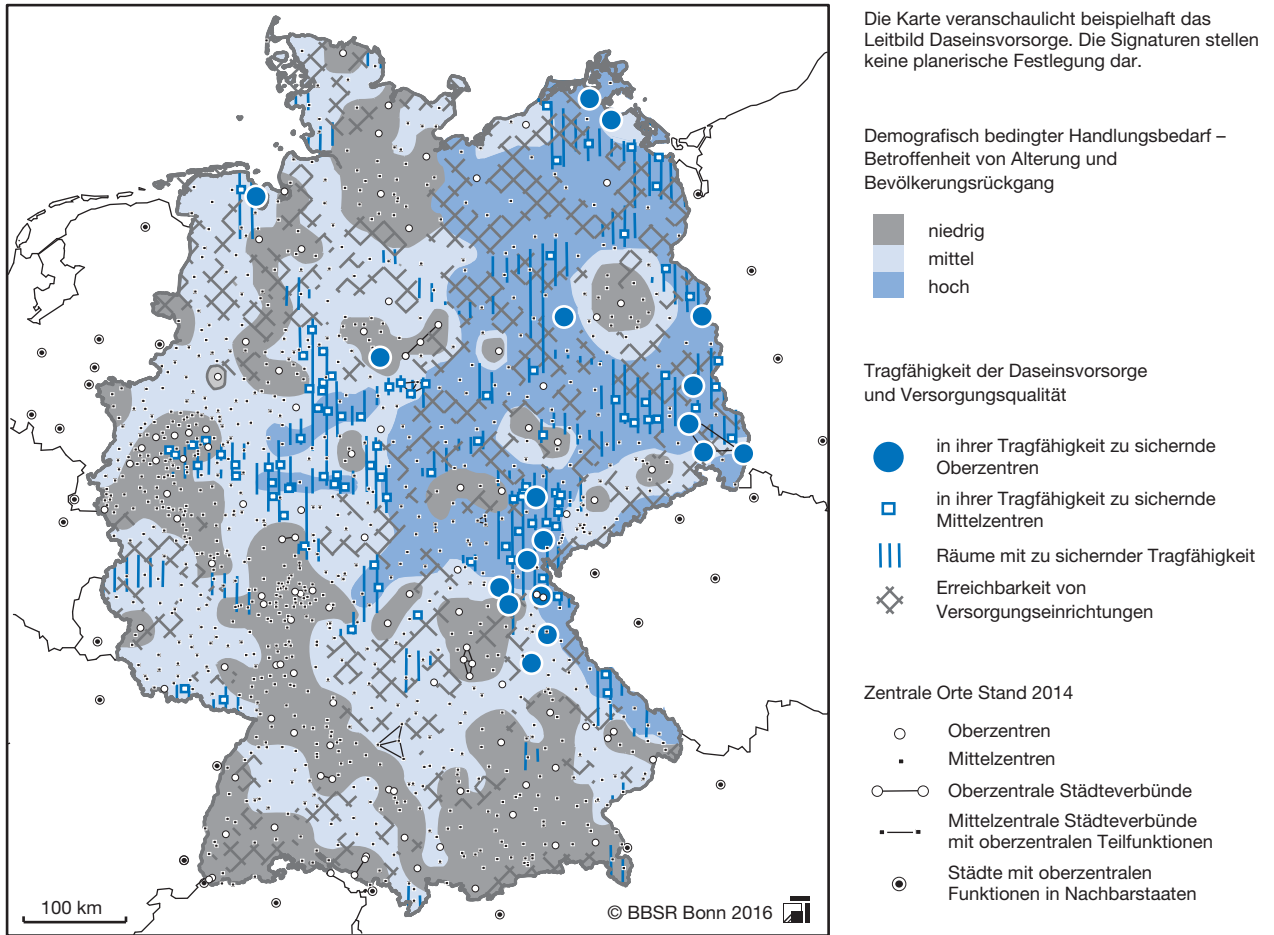 Die Karte veranschaulicht beispielhaft das
Leitbild Daseinsvorsorge. Die Signaturen stellen
keine planerische Festlegung dar.
Demografisch bedingter Handlungsbedarf –
Betroffenheit von Alterung und
Bevölkerungsrückgang
niedrig
mittel
hoch
Tragfähigkeit der Daseinsvorsorge
und Versorgungsqualität
in ihrer Tragfähigkeit zu sichernde
Oberzentren
in ihrer Tragfähigkeit zu sichernde
Mittelzentren
Räume mit zu sichernder Tragfähigkeit
Erreichbarkeit von
Versorgungseinrichtungen
Zentrale Orte Stand 2014
Oberzentren
Mittelzentren
Oberzentrale Städteverbünde
Mittelzentrale Städteverbünde
mit oberzentralen Teilfunktionen
Städte mit oberzentralen
Funktionen in Nachbarstaaten
100 km
© BBSR Bonn 2016